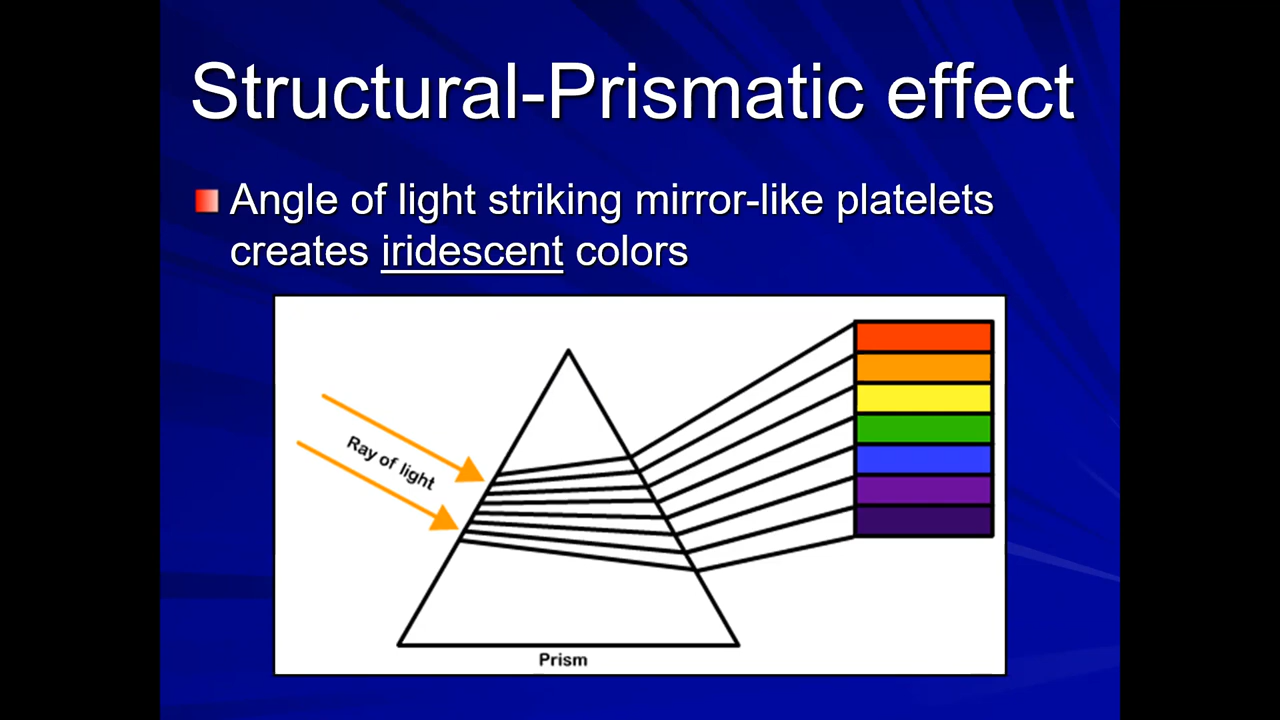 Structural-Prismatic effect
Angle of light striking mirror-like platelets
creates iridescent colors
Ray of light
Prism